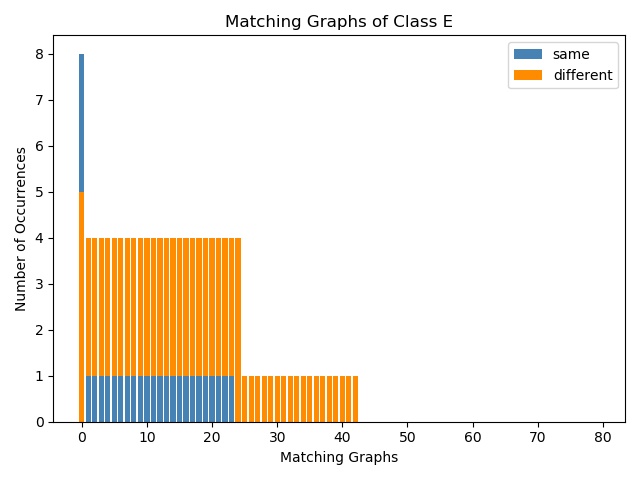 Matching Graphs of Class E
same
different
8
7
6
5
4
3
2
1
0
Number of Occurrences
0 10 20 30 40 50 60 70 80
Matching Graphs